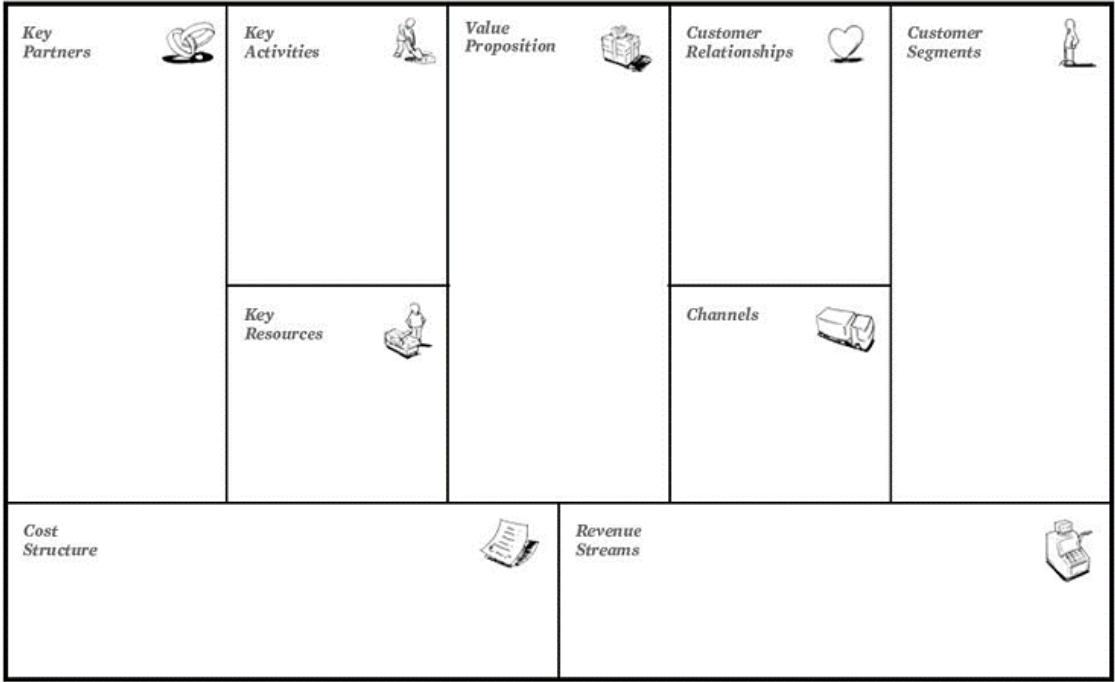 Key
Partners
Key
Activities
Value
Proposition
Customer
Relationships
Customer
Segments
Key
Resources
Channels
Cost
Structure
Revenue
Streams